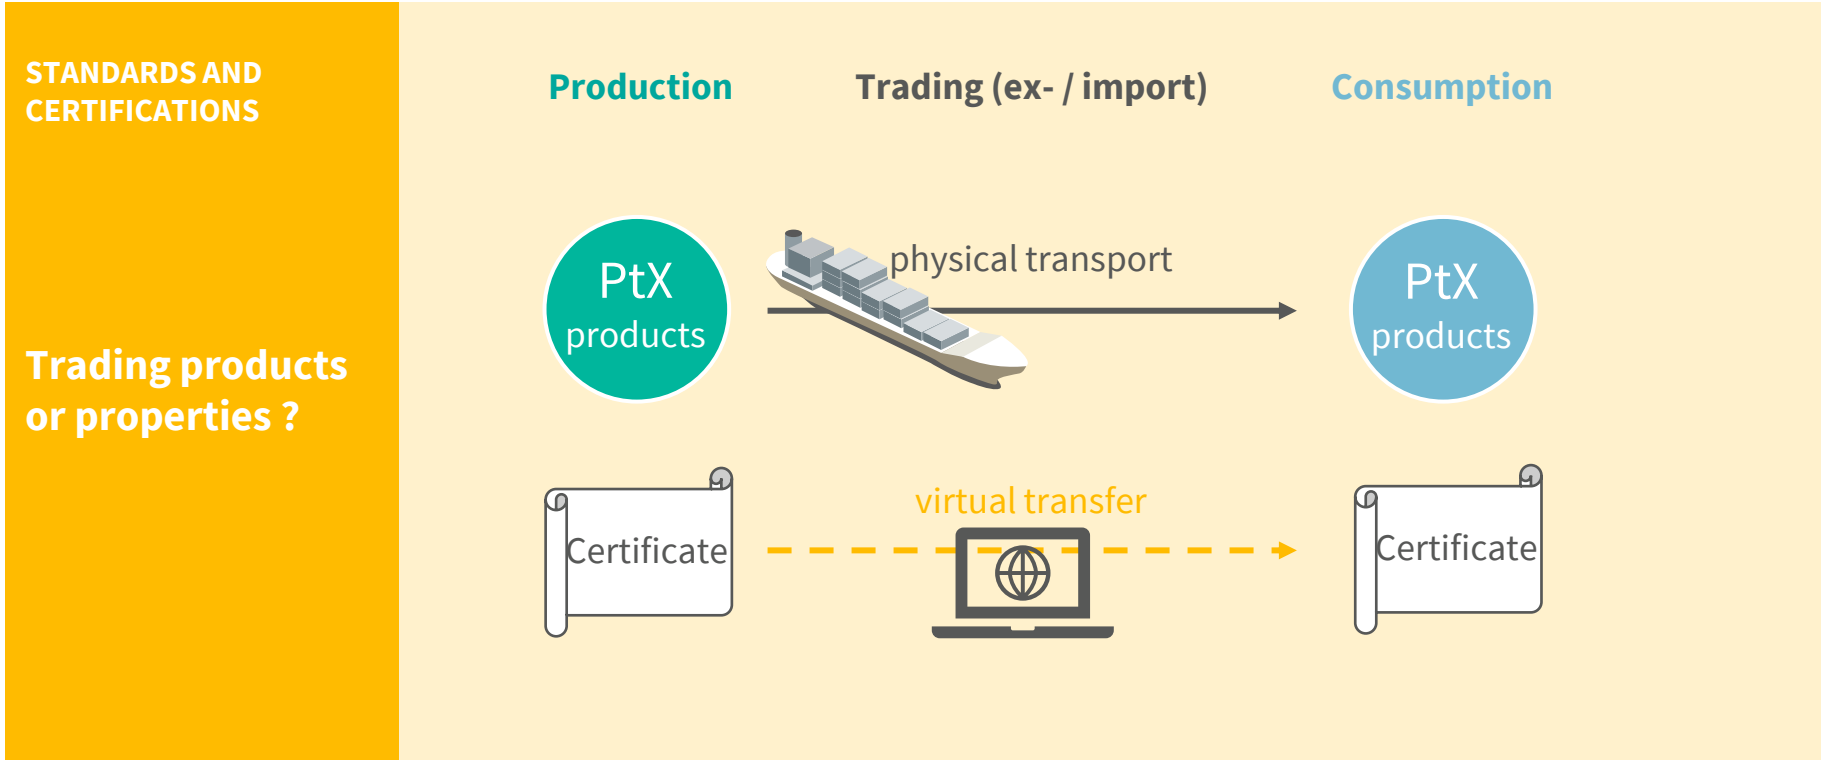 STANDARDS AND
CERTIFICATIONS
Trading products
or properties ?
Production
Trading (ex- / import)
Consumption
PtX
products
physical transport
PtX
products
Certificate
virtual transfer
Certificate